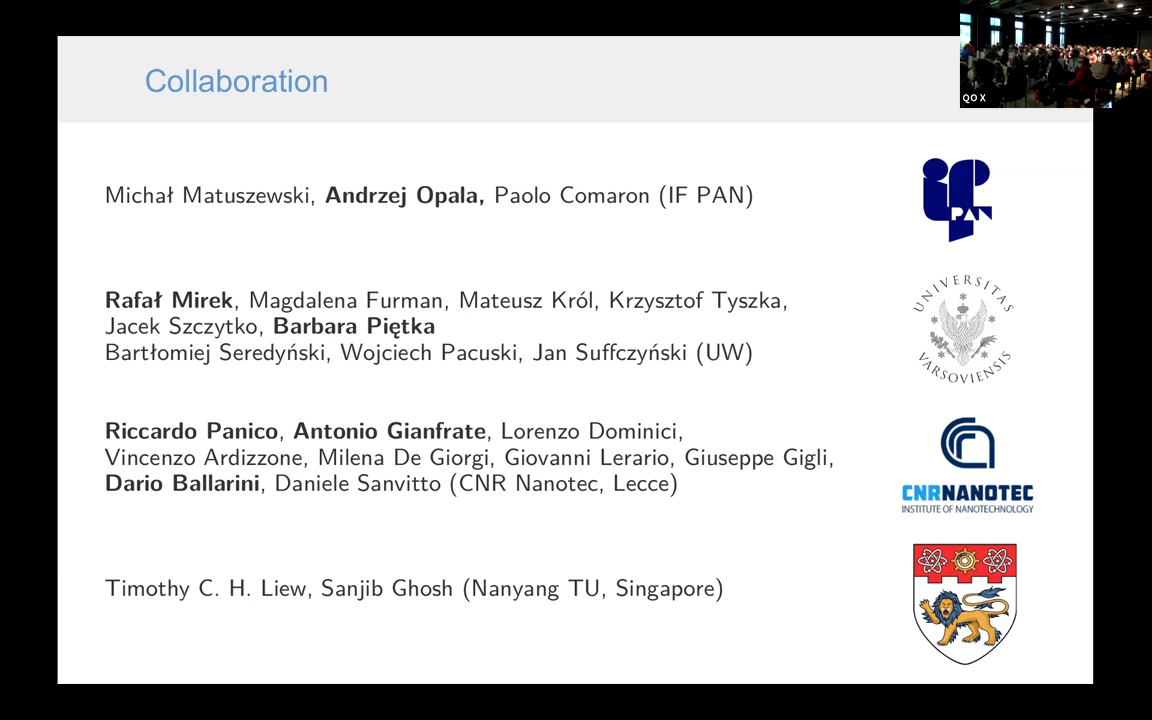 Collaboration
QO X
Michał Matuszewski, Andrzej Opala, Paolo Comaron (IF PAN)
PAN
Rafał Mirek, Magdalena Furman, Mateusz Król, Krzysztof Tyszka,
Jacek Szczytko, Barbara Piętka
Bartłomiej Seredyński, Wojciech Pacuski, Jan Suffczyński (UW)
UNIVERSITAS
VARSOVIENSIS
Riccardo Panico, Antonio Gianfrate, Lorenzo Dominici,
Vincenzo Ardizzone, Milena De Giorgi, Giovanni Lerario, Giuseppe Gigli,
Dario Ballarini, Daniele Sanvitto (CNR Nanotec, Lecce)
CNRNANOTEC
INSTITUTE OF NANOTECHNOLOGY
Timothy C. H. Liew, Sanjib Ghosh (Nanyang TU, Singapore)